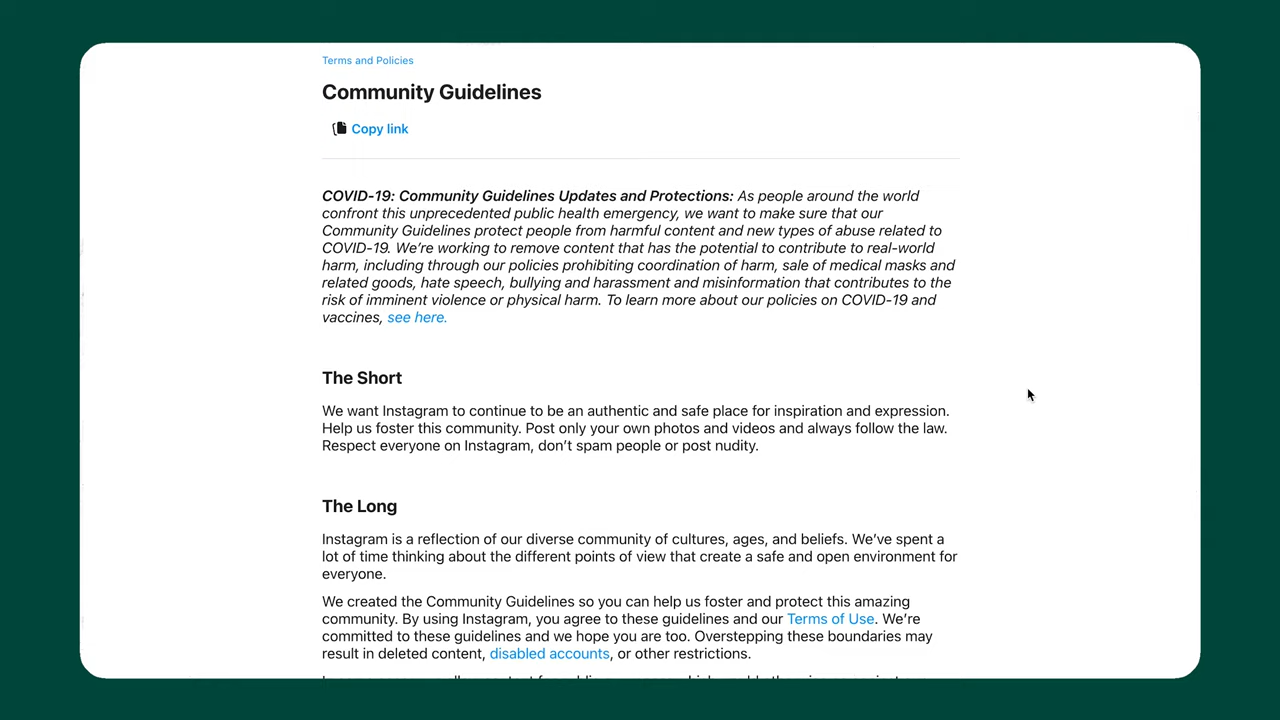 Terms and Policies
Community Guidelines
Copy link
COVID-19: Community Guidelines Updates and Protections: As people around the world
confront this unprecedented public health emergency, we want to make sure that our
Community Guidelines protect people from harmful content and new types of abuse related to
COVID-19. We’re working to remove content that has the potential to contribute to real-world
harm, including through our policies prohibiting coordination of harm, sale of medical masks and
related goods, hate speech, bullying and harassment and misinformation that contributes to the
risk of imminent violence or physical harm. To learn more about our policies on COVID-19 and
vaccines, see here.
The Short
We want Instagram to continue to be an authentic and safe place for inspiration and expression.
Help us foster this community. Post only your own photos and videos and always follow the law.
Respect everyone on Instagram, don’t spam people or post nudity.
The Long
Instagram is a reflection of our diverse community of cultures, ages, and beliefs. We’ve spent a
lot of time thinking about the different points of view that create a safe and open environment for
everyone.
We created the Community Guidelines so you can help us foster and protect this amazing
community. By using Instagram, you agree to these guidelines and our Terms of Use. We’re
committed to these guidelines and we hope you are too. Overstepping these boundaries may
result in deleted content, disabled accounts, or other restrictions.